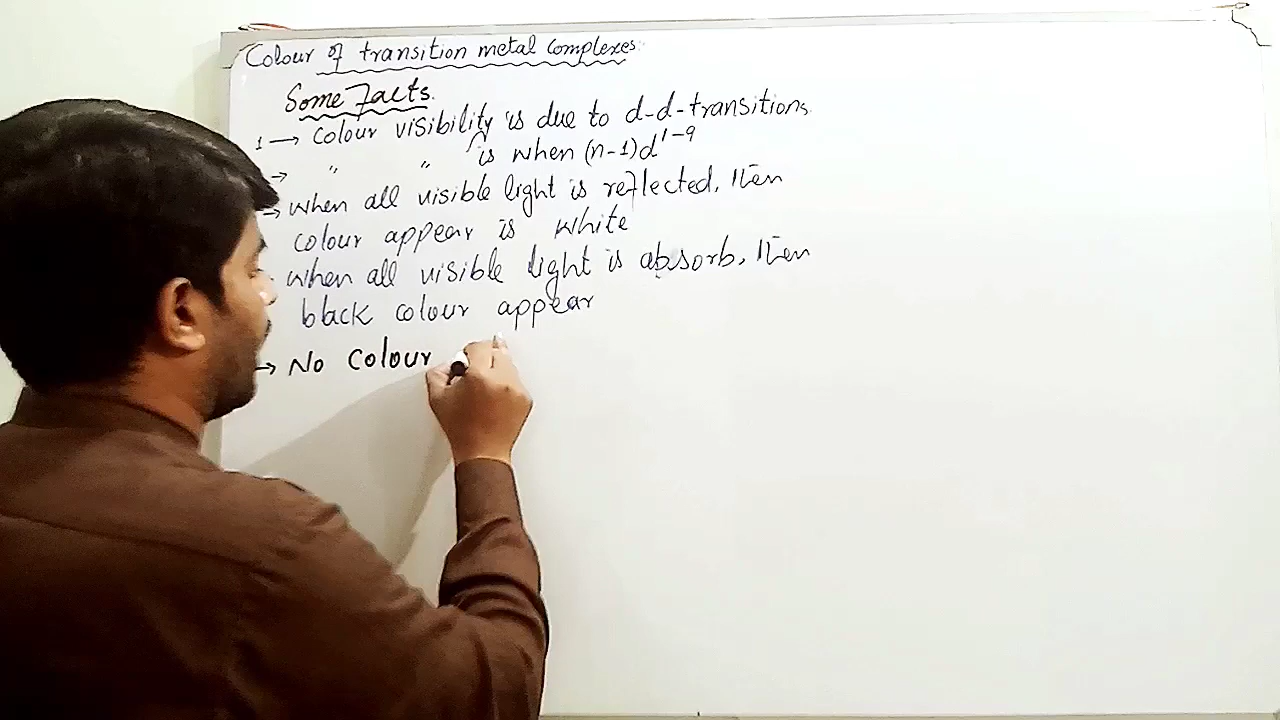 Colour of transition metal complexes
Some Facts.
1 → Colour visibility is due to d-d-transitions.
→ " " is when (n-1)d¹⁻⁹
→ when all visible light is reflected, then
colour appear is white
when all visible light is absorb, then
black colour appear
→ No Colour